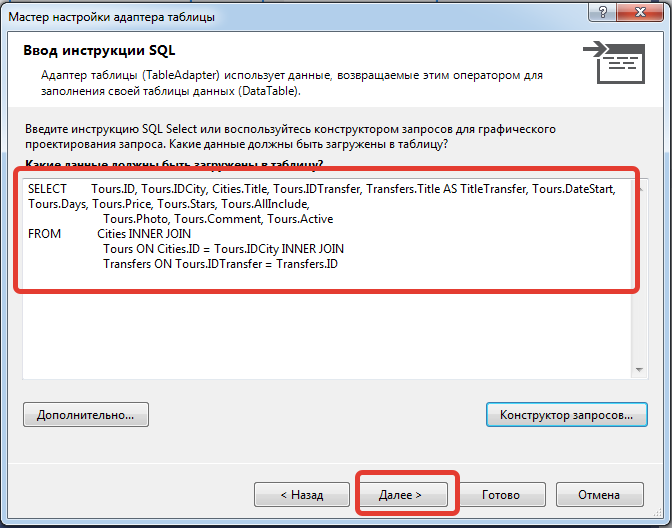 Мастер настройки адаптера таблицы
Ввод инструкции SQL
Адаптер таблицы (TableAdapter) использует данные, возвращаемые этим оператором для
заполнения своей таблицы данных (DataTable).
Введите инструкцию SQL Select или воспользуйтесь конструктором запросов для графического
проектирования запроса. Какие данные должны быть загружены в таблицу?
Какие данные должны быть загружены в таблицу?
SELECT Tours.ID, Tours.IDCity, Cities.Title, Tours.IDTransfer, Transfers.Title AS TitleTransfer, Tours.DateStart,
Tours.Days, Tours.Price, Tours.Stars, Tours.AllInclude,
Tours.Photo, Tours.Comment, Tours.Active
FROM Cities INNER JOIN
Tours ON Cities.ID = Tours.IDCity INNER JOIN
Transfers ON Tours.IDTransfer = Transfers.ID
Дополнительно...
Конструктор запросов...
< Назад
Далее >
Готово
Отмена